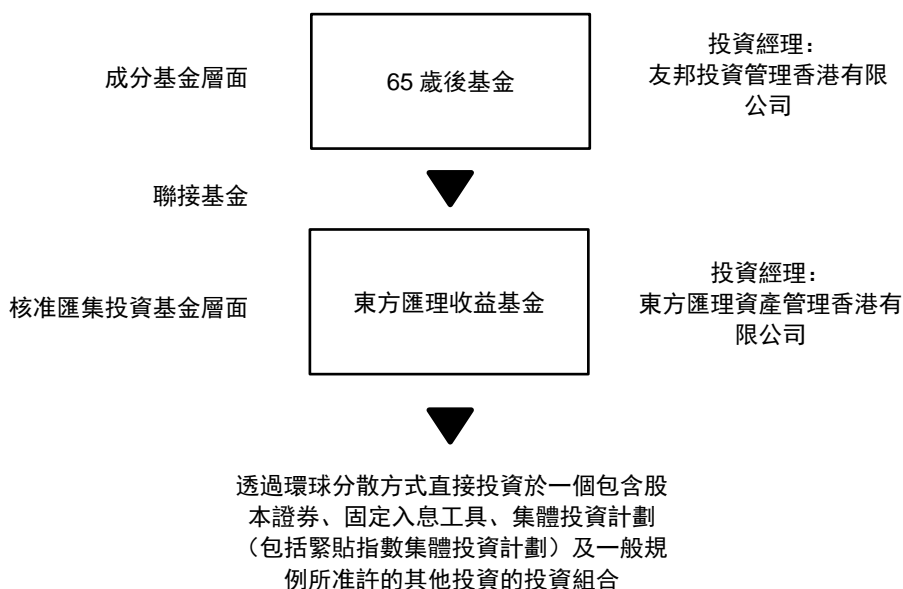 成分基金層面
65 歲後基金
投資經理：
友邦投資管理香港有限
公司
聯接基金
核准匯集投資基金層面
東方匯理收益基金
投資經理：
東方匯理資產管理香港有
限公司
透過環球分散方式直接投資於一個包含股
本證券、固定入息工具、集體投資計劃
（包括緊貼指數集體投資計劃）及一般規
例所准許的其他投資的投資組合